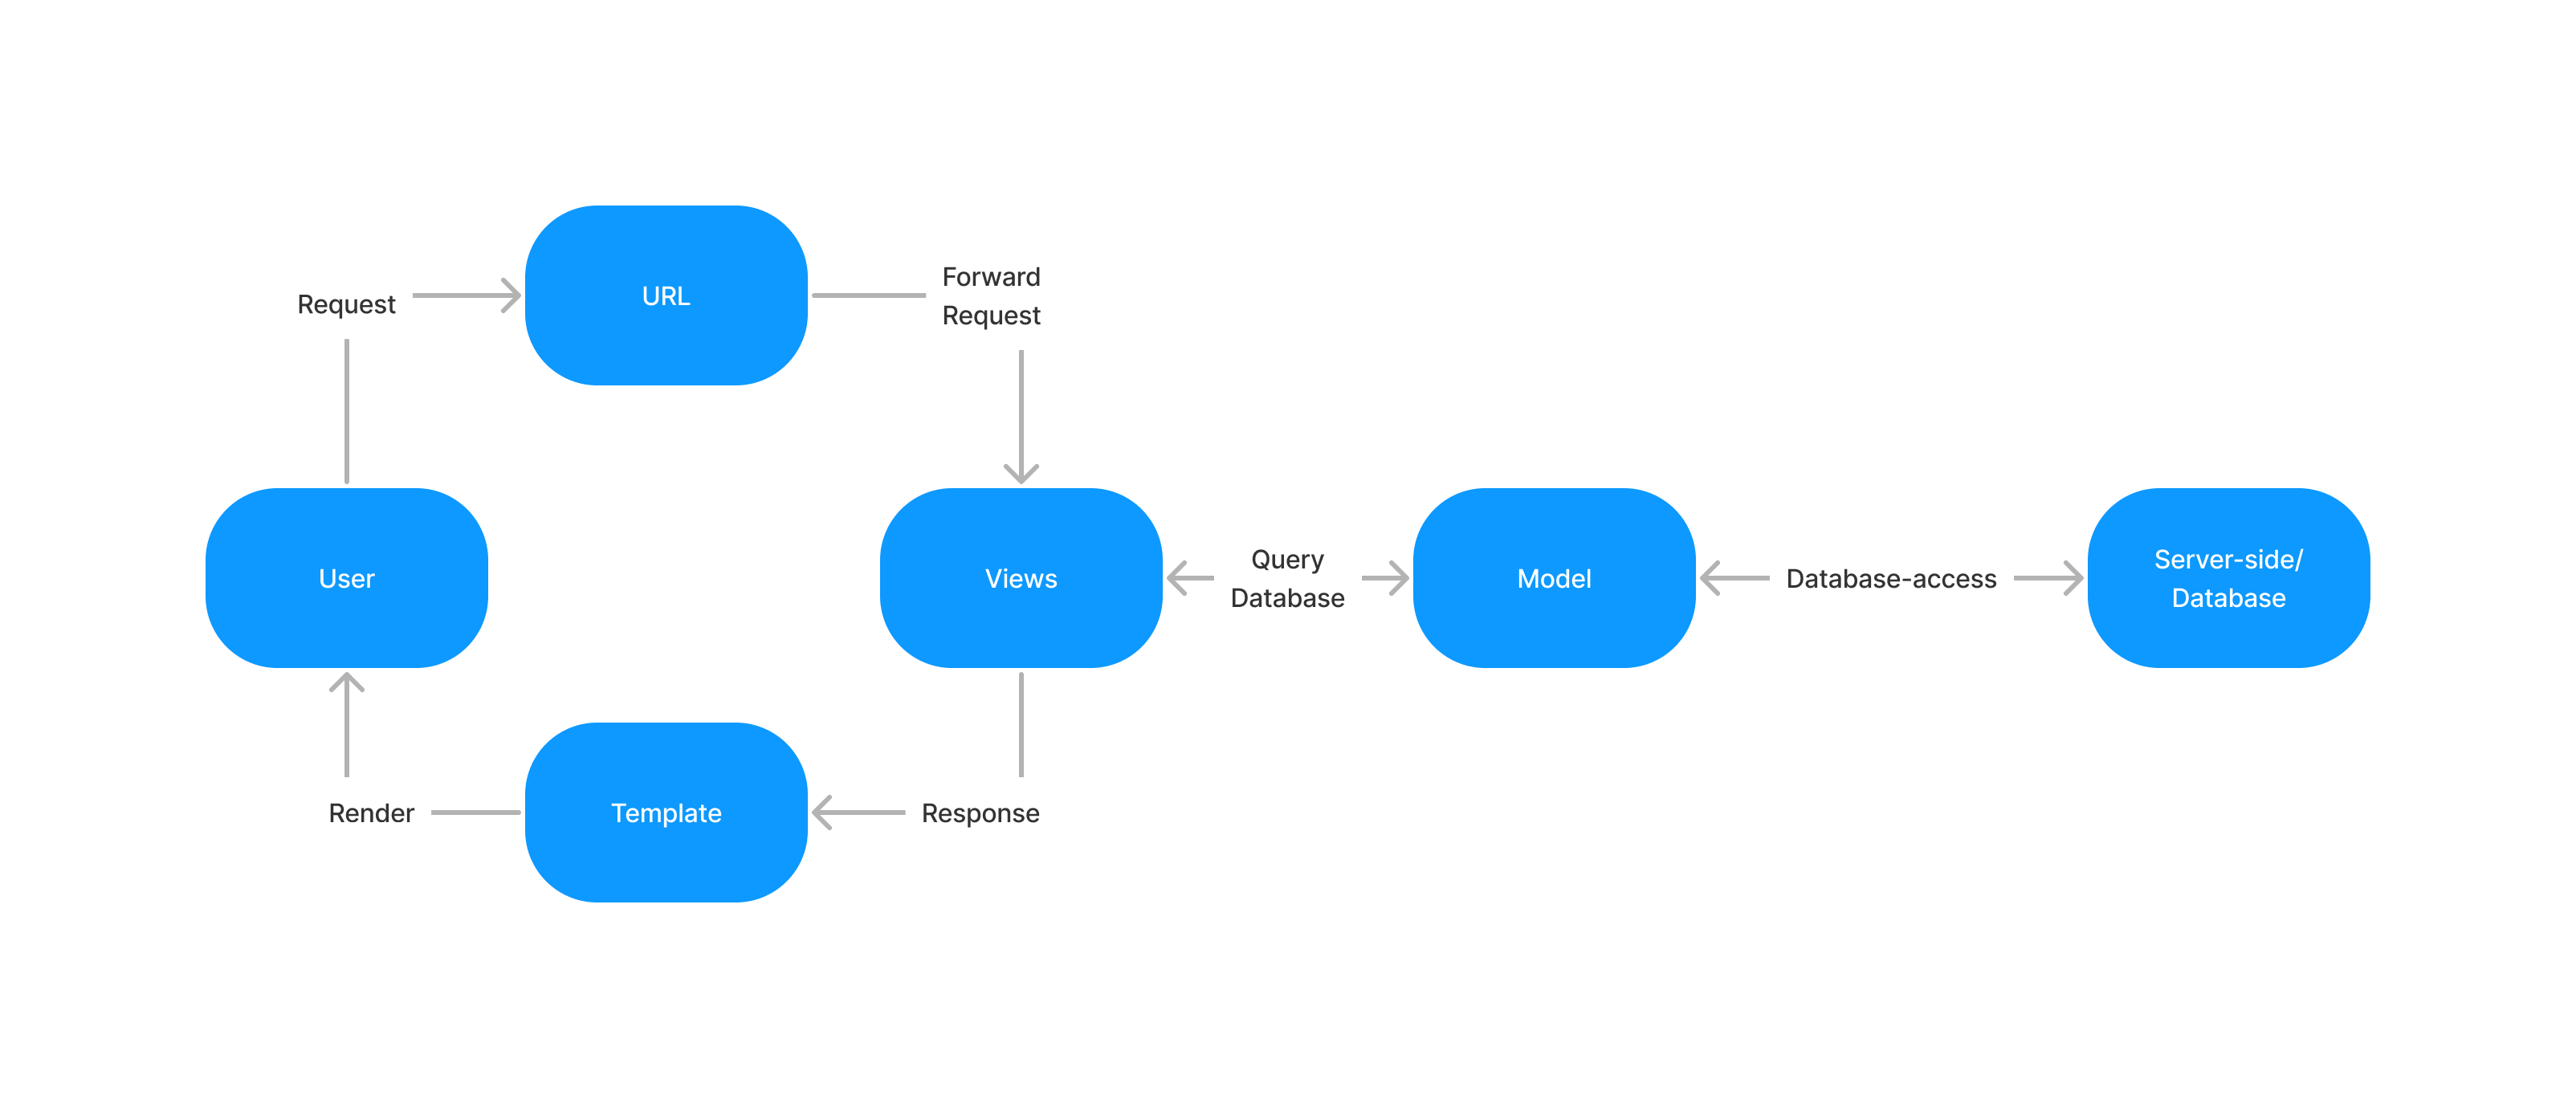 URL
Forward
Request
Request
User
Views
Query
Database
Model
Database-access
Server-side/
Database
Template
Render
Response